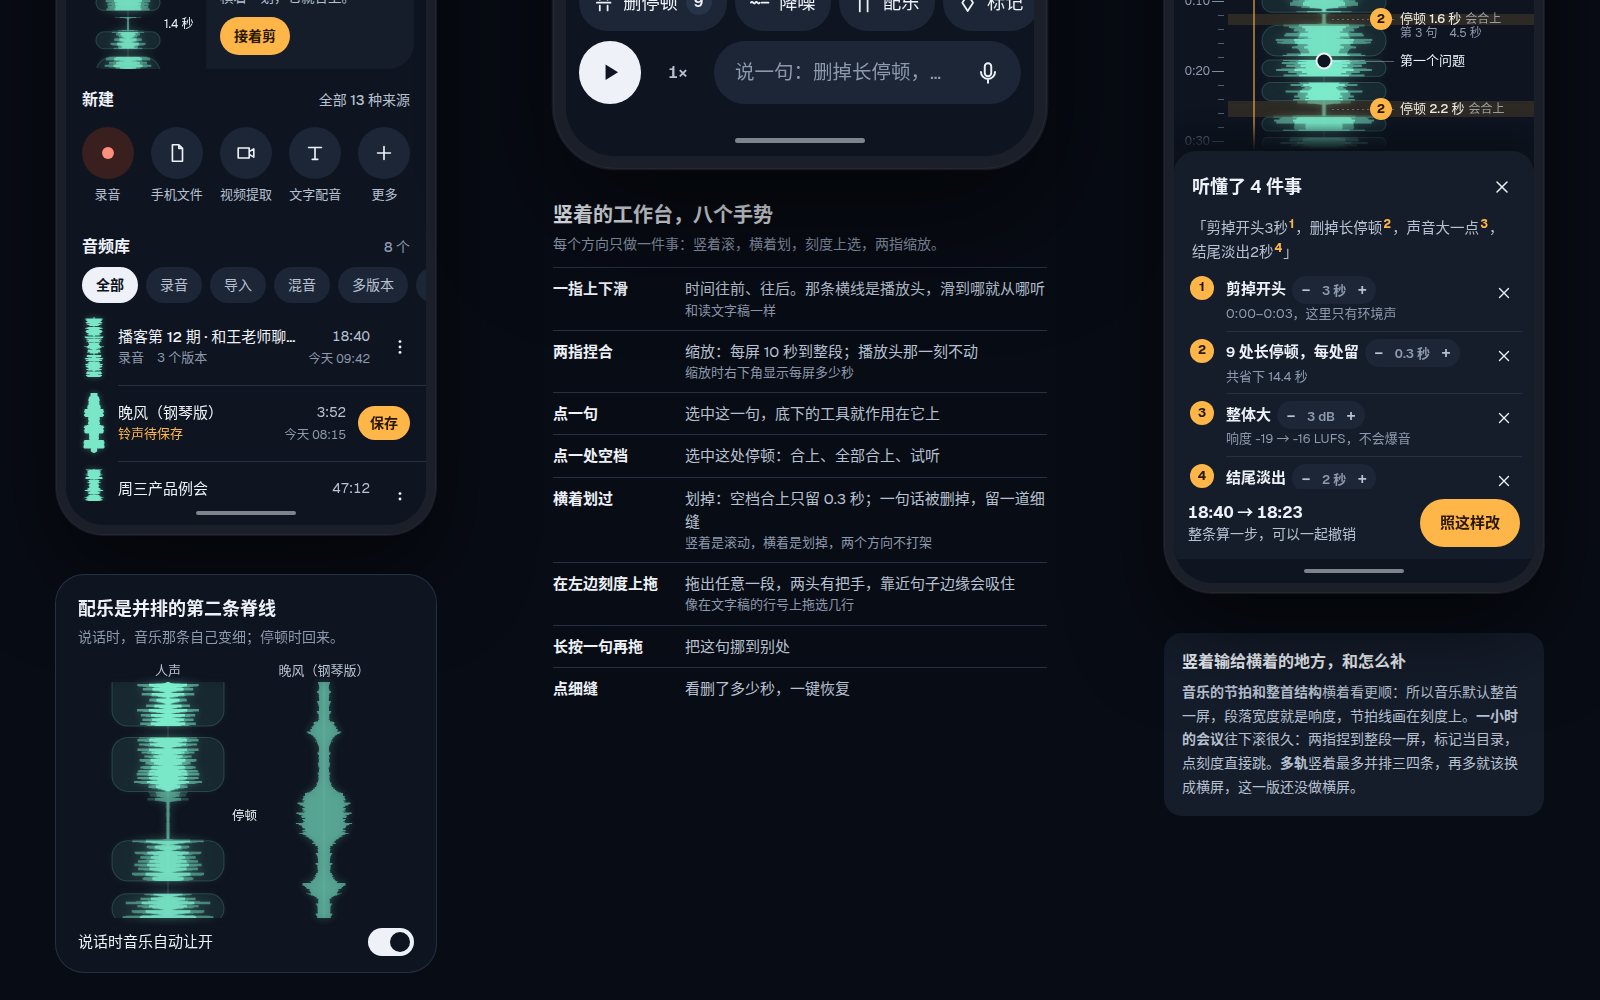 1.4 秒
接着剪
新建
全部 13 种来源
录音
手机文件
视频提取
文字配音
更多
音频库
8 个
全部
录音
导入
混音
多版本
播客第 12 期 · 和王老师聊…
18:40
录音 3 个版本
今天 09:42
晚风（钢琴版）
3:52
铃声待保存
今天 08:15
保存
周三产品例会
47:12
配乐是并排的第二条脊线
说话时，音乐那条自己变细；停顿时回来。
人声
晚风（钢琴版）
停顿
说话时音乐自动让开
删停顿 9
降噪
配乐
标记
1×
说一句：删掉长停顿，…
竖着的工作台，八个手势
每个方向只做一件事：竖着滚，横着划，刻度上选，两指缩放。
一指上下滑
时间往前、往后。那条横线是播放头，滑到哪就从哪听
和读文字稿一样
两指捏合
缩放：每屏 10 秒到整段；播放头那一刻不动
缩放时右下角显示每屏多少秒
点一句
选中这一句，底下的工具就作用在它上
点一处空档
选中这处停顿：合上、全部合上、试听
横着划过
划掉：空档合上只留 0.3 秒；一句话被删掉，留一道细
缝
竖着是滚动，横着是划掉，两个方向不打架
在左边刻度上拖
拖出任意一段，两头有把手，靠近句子边缘会吸住
像在文字稿的行号上拖选几行
长按一句再拖
把这句挪到别处
点细缝
看删了多少秒，一键恢复
0:10
2 停顿 1.6 秒 会合上
第 3 句 4.5 秒
第一个问题
0:20
2 停顿 2.2 秒 会合上
0:30
听懂了 4 件事
「剪掉开头3秒1，删掉长停顿2，声音大一点3，
结尾淡出2秒4」
1 剪掉开头 − 3 秒 +
0:00–0:03，这里只有环境声
2 9 处长停顿，每处留 − 0.3 秒 +
共省下 14.4 秒
3 整体大 − 3 dB +
响度 -19 → -16 LUFS，不会爆音
4 结尾淡出 − 2 秒 +
18:40 → 18:23
整条算一步，可以一起撤销
照这样改
竖着输给横着的地方，和怎么补
音乐的节拍和整首结构横着看更顺：所以音乐默认整首
一屏，段落宽度就是响度，节拍线画在刻度上。一小时
的会议往下滚很久：两指捏到整段一屏，标记当目录，
点刻度直接跳。多轨竖着最多并排三四条，再多就该换
成横屏，这一版还没做横屏。